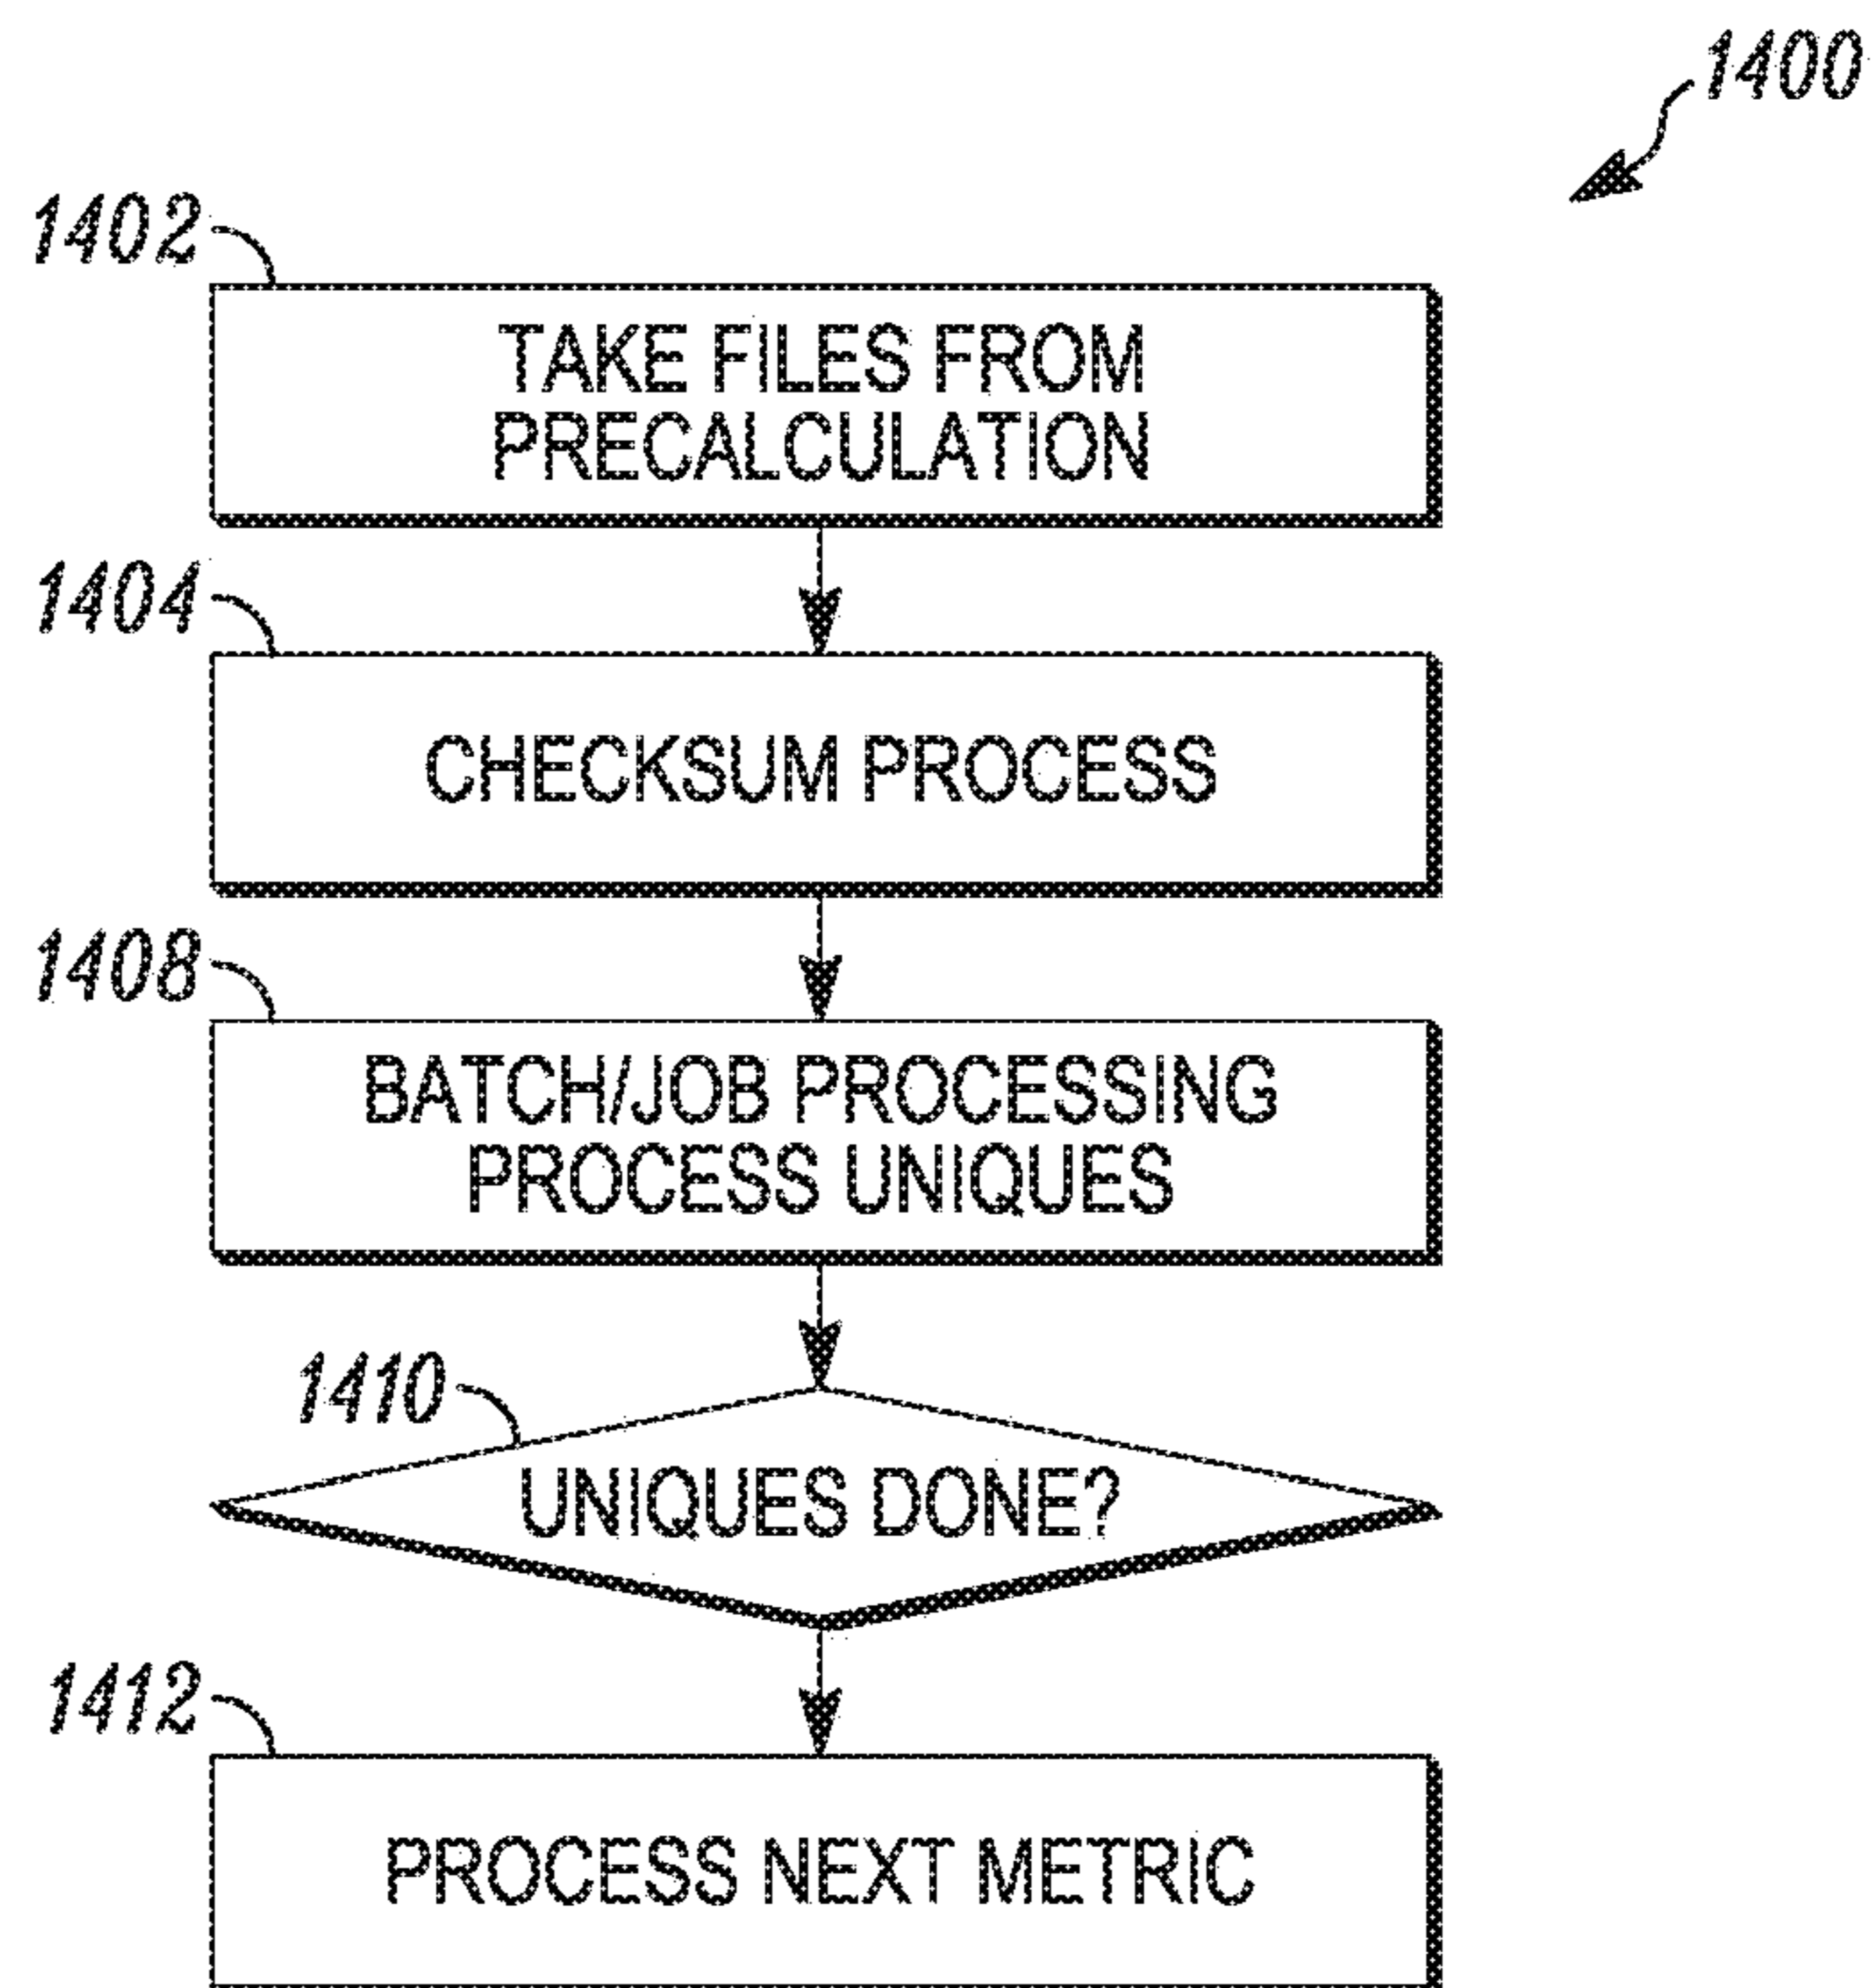 1400
1402
TAKE FILES FROM
PRECALCULATION
1404
CHECKSUM PROCESS
1408
BATCH/JOB PROCESSING
PROCESS UNIQUES
1410
UNIQUES DONE?
1412
PROCESS NEXT METRIC